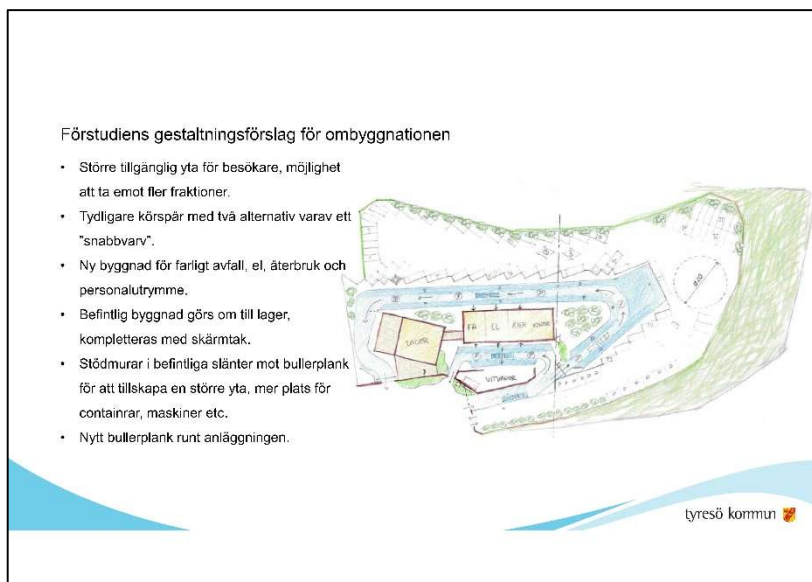 Förstudiens gestaltningsförslag för ombyggnationen
• Större tillgänglig yta för besökare, möjlighet
att ta emot fler fraktioner.
• Tydligare körspår med två alternativ varav ett
"snabbvarv".
• Ny byggnad för farligt avfall, el, återbruk och
personalutrymme.
• Befintlig byggnad görs om till lager,
kompletteras med skärmtak.
• Stödmurar i befintliga slänter mot bullerplank
för att tillskapa en större yta, mer plats för
containrar, maskiner etc.
• Nytt bullerplank runt anläggningen.
LAGER
FA EL ÅTER KONTOR
?
tyresö kommun